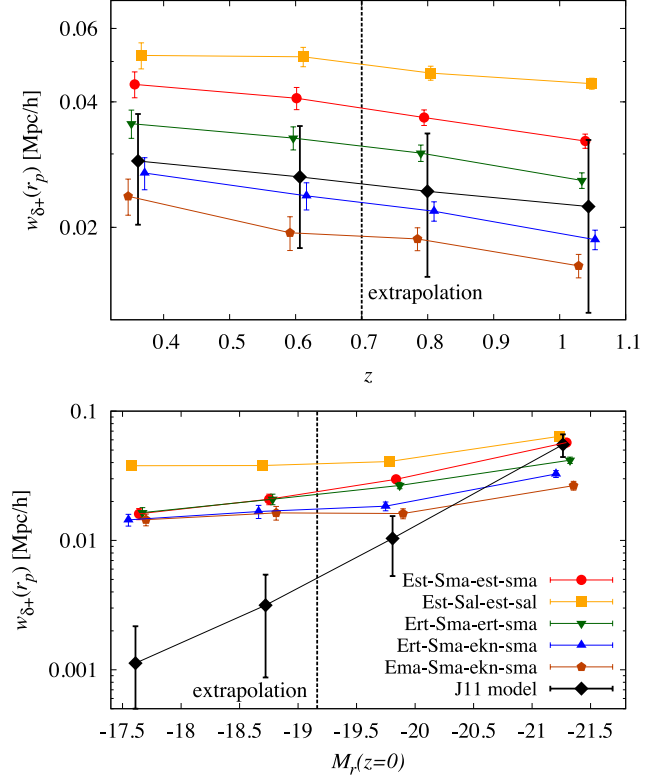 0.06
0.04
0.02
w_{δ+}(r_p) [Mpc/h]
extrapolation
0.4 0.5 0.6 0.7 0.8 0.9 1 1.1
z
0.1
0.01
0.001
w_{δ+}(r_p) [Mpc/h]
Est-Sma-est-sma
Est-Sal-est-sal
Ert-Sma-ert-sma
Ert-Sma-ekn-sma
Ema-Sma-ekn-sma
J11 model
extrapolation
-17.5 -18 -18.5 -19 -19.5 -20 -20.5 -21 -21.5
M_r(z=0)